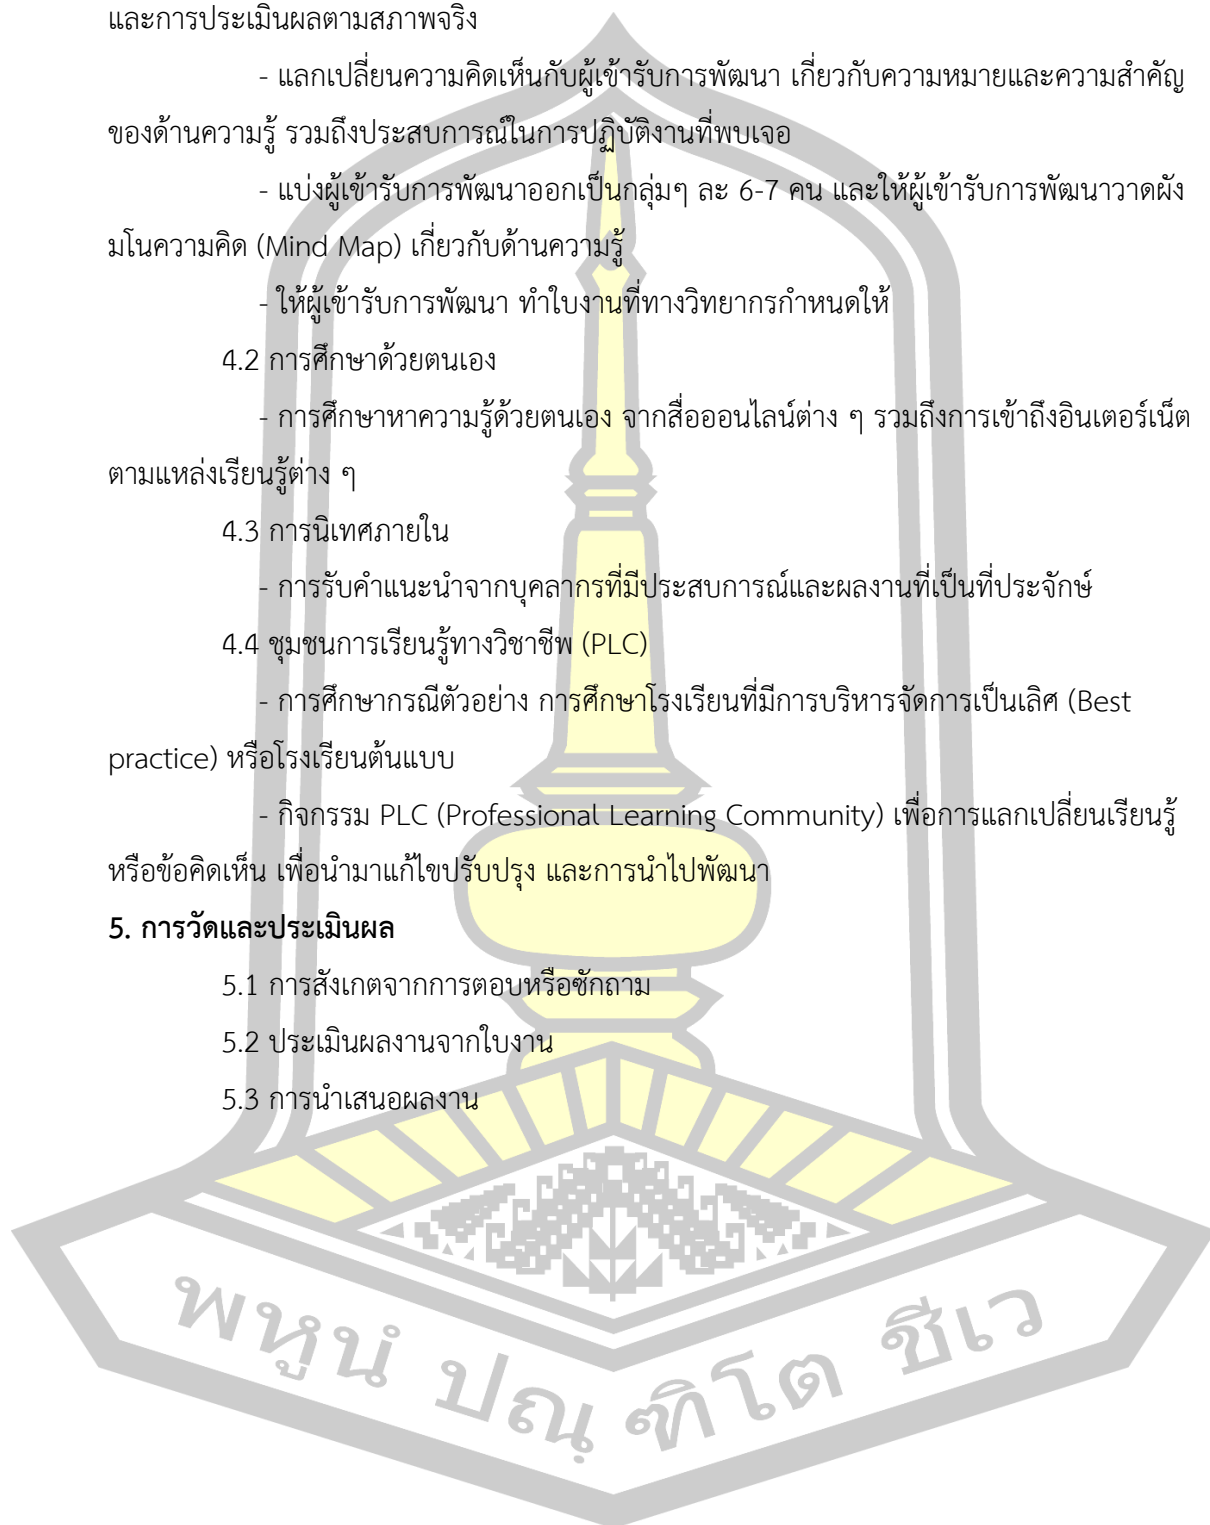 และการประเมินผลตามสภาพจริง
- แลกเปลี่ยนความคิดเห็นกับผู้เข้ารับการพัฒนา เกี่ยวกับความหมายและความสำคัญ
ของด้านความรู้ รวมถึงประสบการณ์ในการปฏิบัติงานที่พบเจอ
- แบ่งผู้เข้ารับการพัฒนาออกเป็นกลุ่มๆ ละ 6-7 คน และให้ผู้เข้ารับการพัฒนาวาดผัง
มโนความคิด (Mind Map) เกี่ยวกับด้านความรู้
- ให้ผู้เข้ารับการพัฒนา ทำใบงานที่ทางวิทยากรกำหนดให้
4.2 การศึกษาด้วยตนเอง
- การศึกษาหาความรู้ด้วยตนเอง จากสื่อออนไลน์ต่าง ๆ รวมถึงการเข้าถึงอินเตอร์เน็ต
ตามแหล่งเรียนรู้ต่าง ๆ
4.3 การนิเทศภายใน
- การรับคำแนะนำจากบุคลากรที่มีประสบการณ์และผลงานที่เป็นที่ประจักษ์
4.4 ชุมชนการเรียนรู้ทางวิชาชีพ (PLC)
- การศึกษากรณีตัวอย่าง การศึกษาโรงเรียนที่มีการบริหารจัดการเป็นเลิศ (Best
practice) หรือโรงเรียนต้นแบบ
- กิจกรรม PLC (Professional Learning Community) เพื่อการแลกเปลี่ยนเรียนรู้
หรือข้อคิดเห็น เพื่อนำมาแก้ไขปรับปรุง และการนำไปพัฒนา
5. การวัดและประเมินผล
5.1 การสังเกตจากการตอบหรือซักถาม
5.2 ประเมินผลงานจากใบงาน
5.3 การนำเสนอผลงาน
พหูนํ ปณฺฑิโต ชีเว